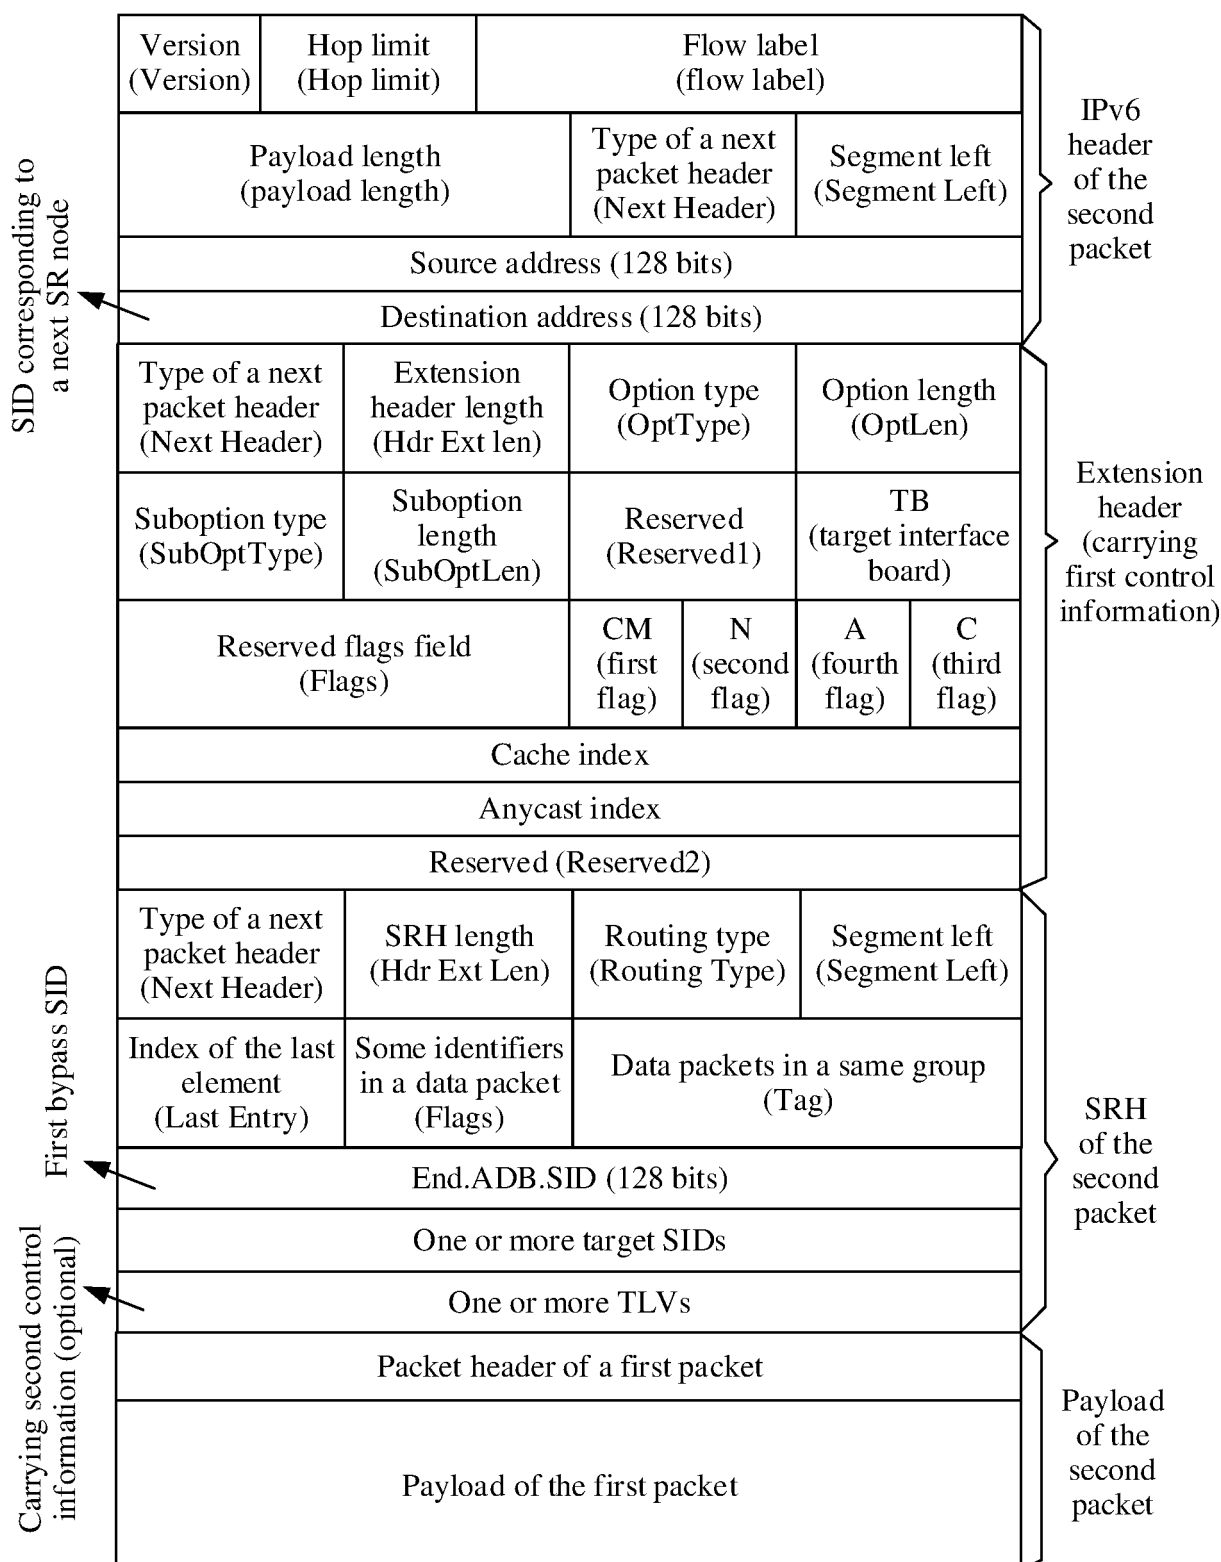 Version
(Version)
Hop limit
(Hop limit)
Flow label
(flow label)
Payload length
(payload length)
Type of a next
packet header
(Next Header)
Segment left
(Segment Left)
Source address (128 bits)
Destination address (128 bits)
IPv6
header
of the
second
packet
SID corresponding to
a next SR node
Type of a next
packet header
(Next Header)
Extension
header length
(Hdr Ext len)
Option type
(OptType)
Option length
(OptLen)
Suboption type
(SubOptType)
Suboption
length
(SubOptLen)
Reserved
(Reserved1)
TB
(target interface
board)
Reserved flags field
(Flags)
CM
(first
flag)
N
(second
flag)
A
(fourth
flag)
C
(third
flag)
Cache index
Anycast index
Reserved (Reserved2)
Extension
header
(carrying
first control
information)
Type of a next
packet header
(Next Header)
SRH length
(Hdr Ext Len)
Routing type
(Routing Type)
Segment left
(Segment Left)
Index of the last
element
(Last Entry)
Some identifiers
in a data packet
(Flags)
Data packets in a same group
(Tag)
End.ADB.SID (128 bits)
One or more target SIDs
One or more TLVs
First bypass SID
SRH
of the
second
packet
Carrying second control
information (optional)
Packet header of a first packet
Payload of the first packet
Payload
of the
second
packet